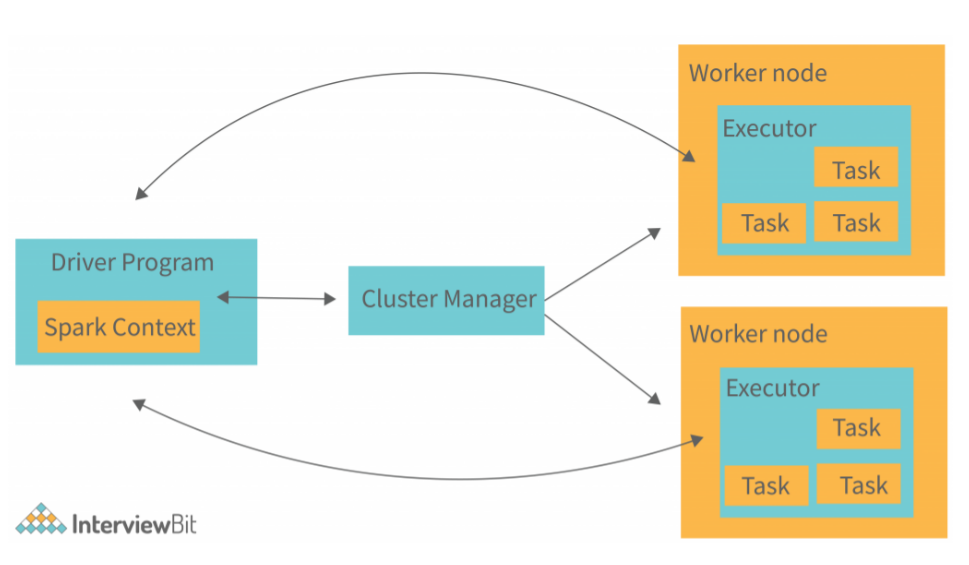 Worker node
Executor
Task
Task
Task
Driver Program
Spark Context
Cluster Manager
Worker node
Executor
Task
Task
Task
InterviewBit